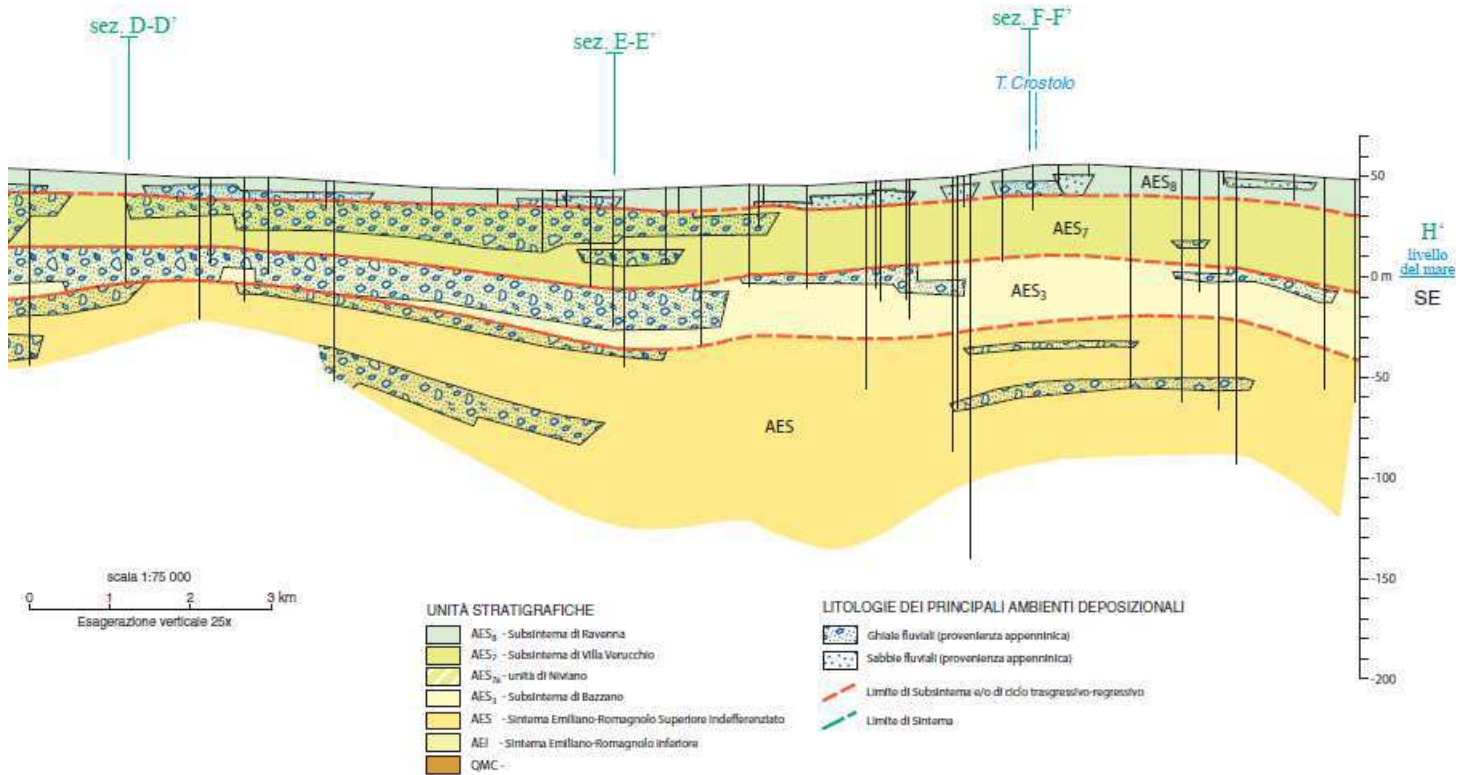 sez. D-D'
sez. E-E'
sez. F-F'
T. Crostolo
AES8
AES7
AES3
AES
50
0 m
-50
-100
-150
-200
H'
livello
del mare
SE
scala 1:75 000
0 1 2 3 km
Esagerazione verticale 25x
UNITÀ STRATIGRAFICHE
AES8 - Subsintema di Ravenna
AES7 - Subsintema di Villa Verucchio
AES7a - unità di Niviano
AES3 - Subsintema di Bazzano
AES - Sintema Emiliano-Romagnolo Superiore Indefferenziato
AEI - Sintema Emiliano-Romagnolo Inferiore
QMC -
LITOLOGIE DEI PRINCIPALI AMBIENTI DEPOSIZIONALI
Ghiaie fluviali (provenienza appenninica)
Sabbie fluviali (provenienza appenninica)
Limite di Subsintema e/o di ciclo trasgressivo-regressivo
Limite di Sintema